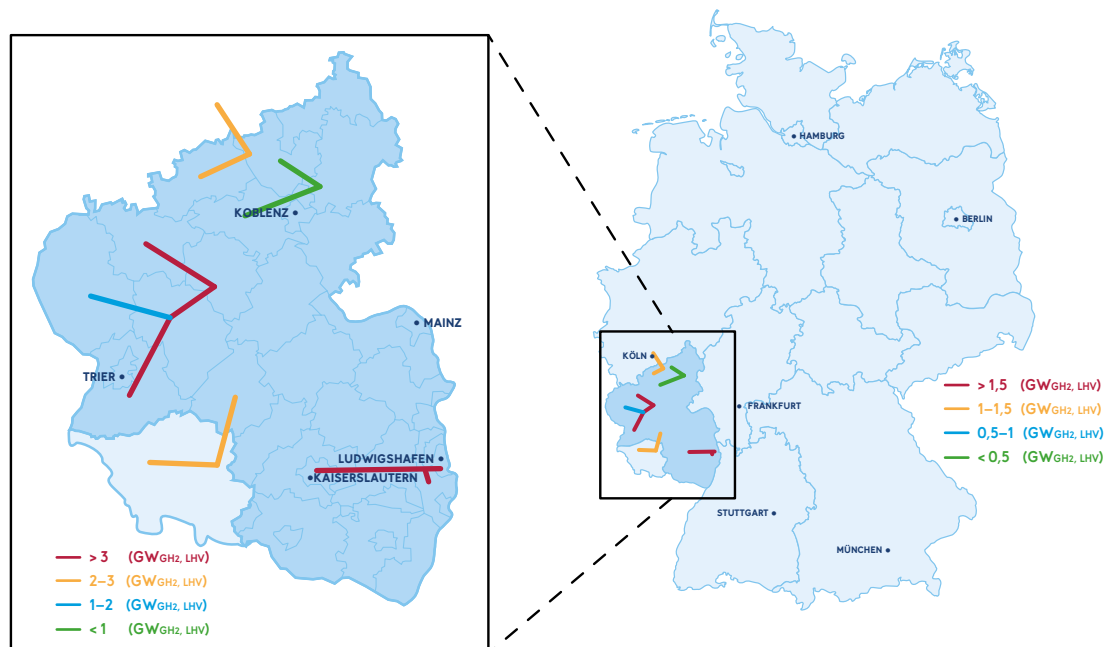 KOBLENZ
MAINZ
TRIER
LUDWIGSHAFEN
KAISERSLAUTERN
> 3 (GWGH2, LHV)
2–3 (GWGH2, LHV)
1–2 (GWGH2, LHV)
< 1 (GWGH2, LHV)
HAMBURG
BERLIN
KÖLN
FRANKFURT
STUTTGART
MÜNCHEN
> 1,5 (GWGH2, LHV)
1–1,5 (GWGH2, LHV)
0,5–1 (GWGH2, LHV)
< 0,5 (GWGH2, LHV)